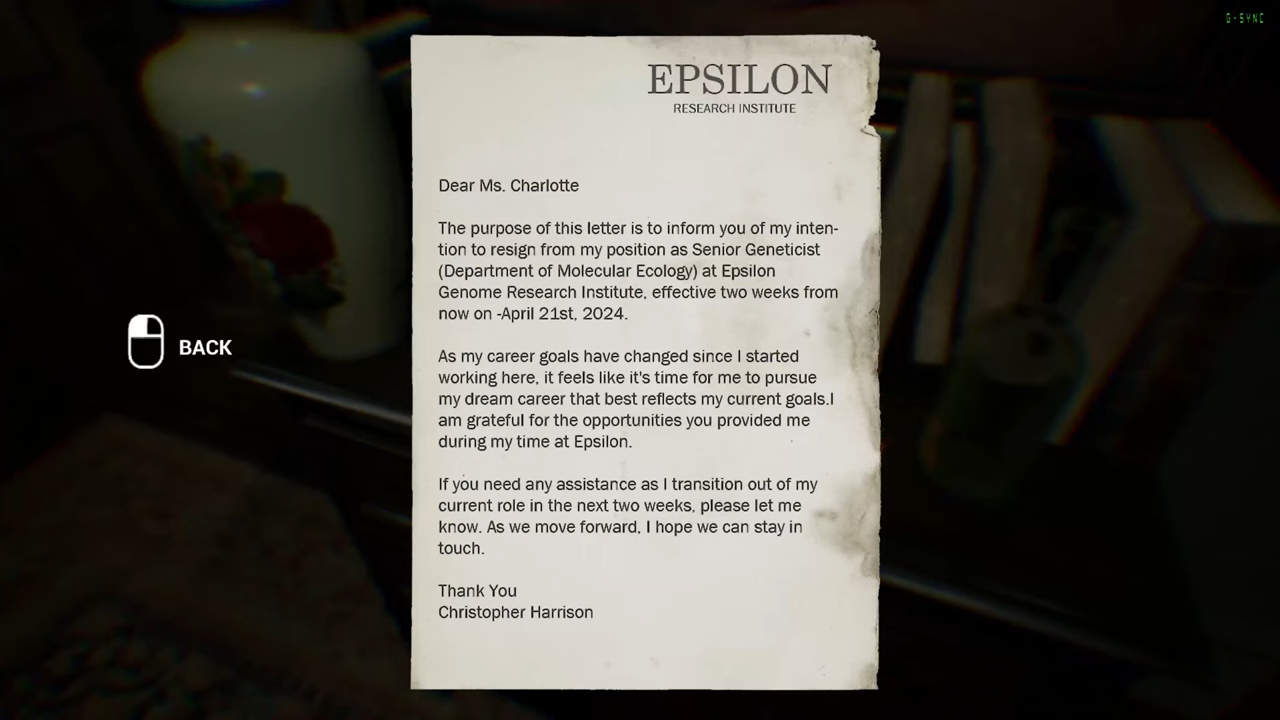 G-SYNC
EPSILON
RESEARCH INSTITUTE
Dear Ms. Charlotte
The purpose of this letter is to inform you of my inten-
tion to resign from my position as Senior Geneticist
(Department of Molecular Ecology) at Epsilon
Genome Research Institute, effective two weeks from
now on -April 21st, 2024.
As my career goals have changed since I started
working here, it feels like it's time for me to pursue
my dream career that best reflects my current goals.I
am grateful for the opportunities you provided me
during my time at Epsilon.
If you need any assistance as I transition out of my
current role in the next two weeks, please let me
know. As we move forward, I hope we can stay in
touch.
Thank You
Christopher Harrison
BACK